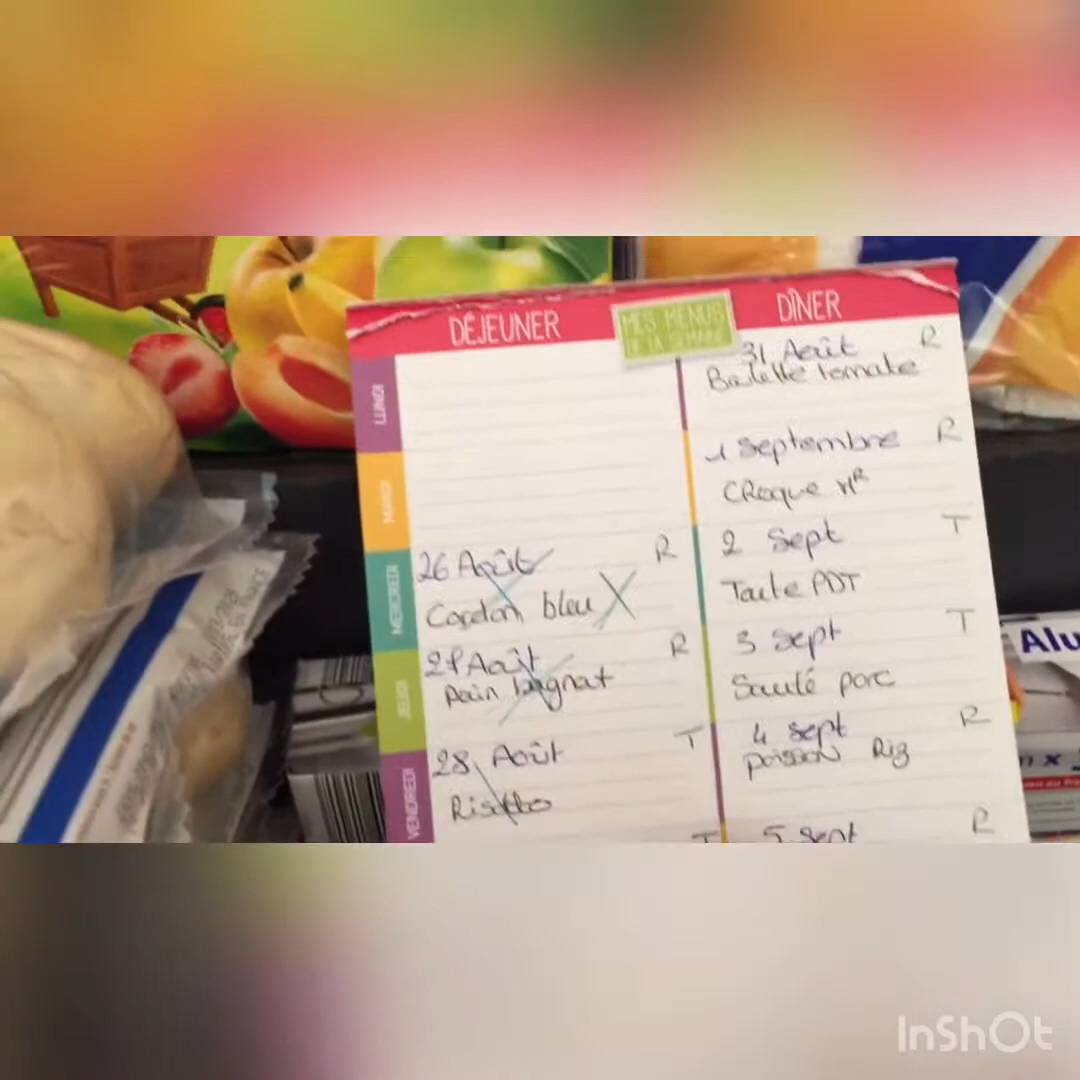 DÉJEUNER
MES MENUS
DE LA SEMAINE
DÎNER
LUNDI
31 Août R
Boulette tomate
MARDI
1 Septembre R
CRoque Mr
MERCREDI
26 Août R
Cordon bleu
2 Sept T
Tarte PDT
JEUDI
27 Août R
Pain bagnat
3 Sept T
Sauté porc
VENDREDI
28 Août T
Risotto
4 Sept R
poisson Riz
T
5 Sept R
Alu
InShOt